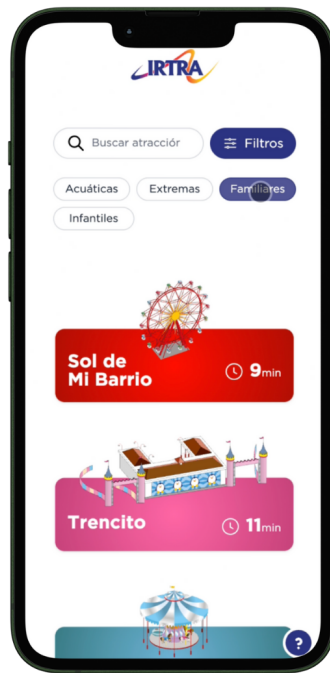 IRTRA
Buscar atracción
Filtros
Acuáticas
Extremas
Familiares
Infantiles
Sol de
Mi Barrio
9min
Trencito
11min
?